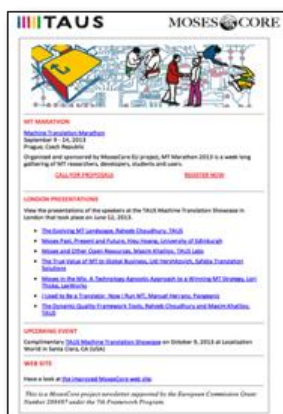 TAUS
MOSES CORE
MT MARATHON
Machine Translation Marathon
September 9 - 14, 2013
Prague, Czech Republic
Organised and sponsored by MosesCore EU project, MT Marathon 2013 is a week long
gathering of MT researchers, developers, students and users.
CALL FOR PROPOSALS REGISTER NOW
LONDON PRESENTATIONS
View the presentations of the speakers at the TAUS Machine Translation Showcase in
London that took place on June 12, 2013.
The Evolving MT Landscape, Rahzeb Choudhury, TAUS
Moses Past, Present and Future, Hieu Hoang, University of Edinburgh
Moses and Other Open Resources, Maxim Khalilov, TAUS Labs
The True Value of MT to Global Business, Udi Hershkovich, Safaba Translation
Solutions
Moses in the Mix: A Technology Agnostic Approach to a Winning MT Strategy, Lori
Thicke, LexWorks
I Used to Be a Translator. Now I Run MT, Manuel Herranz, Pangeanic
The Dynamic Quality Framework Tools, Rahzeb Choudhury and Maxim Khalilov,
TAUS
UPCOMING EVENT
Complimentary TAUS Machine Translation Showcase on October 9, 2013 at Localization
World in Santa Clara, CA (USA)
WEB SITE
Have a look at the improved MosesCore web site.
This is a MosesCore project newsletter supported by the European Commission Grant
Number 288487 under the 7th Framework Program.